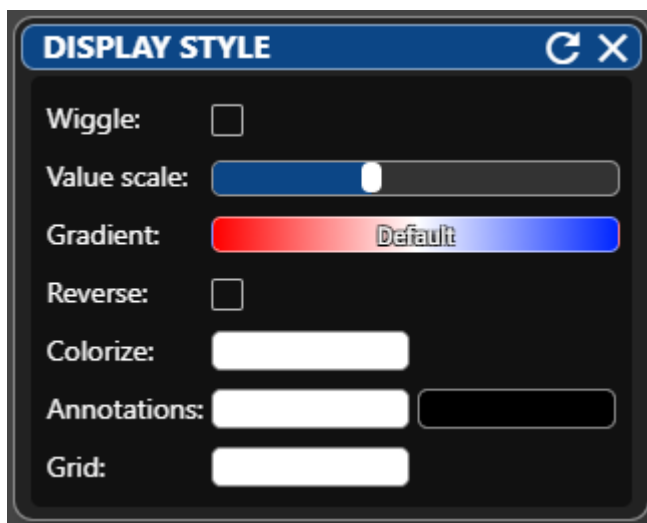 DISPLAY STYLE
Wiggle:
Value scale:
Gradient: Default
Reverse:
Colorize:
Annotations:
Grid: